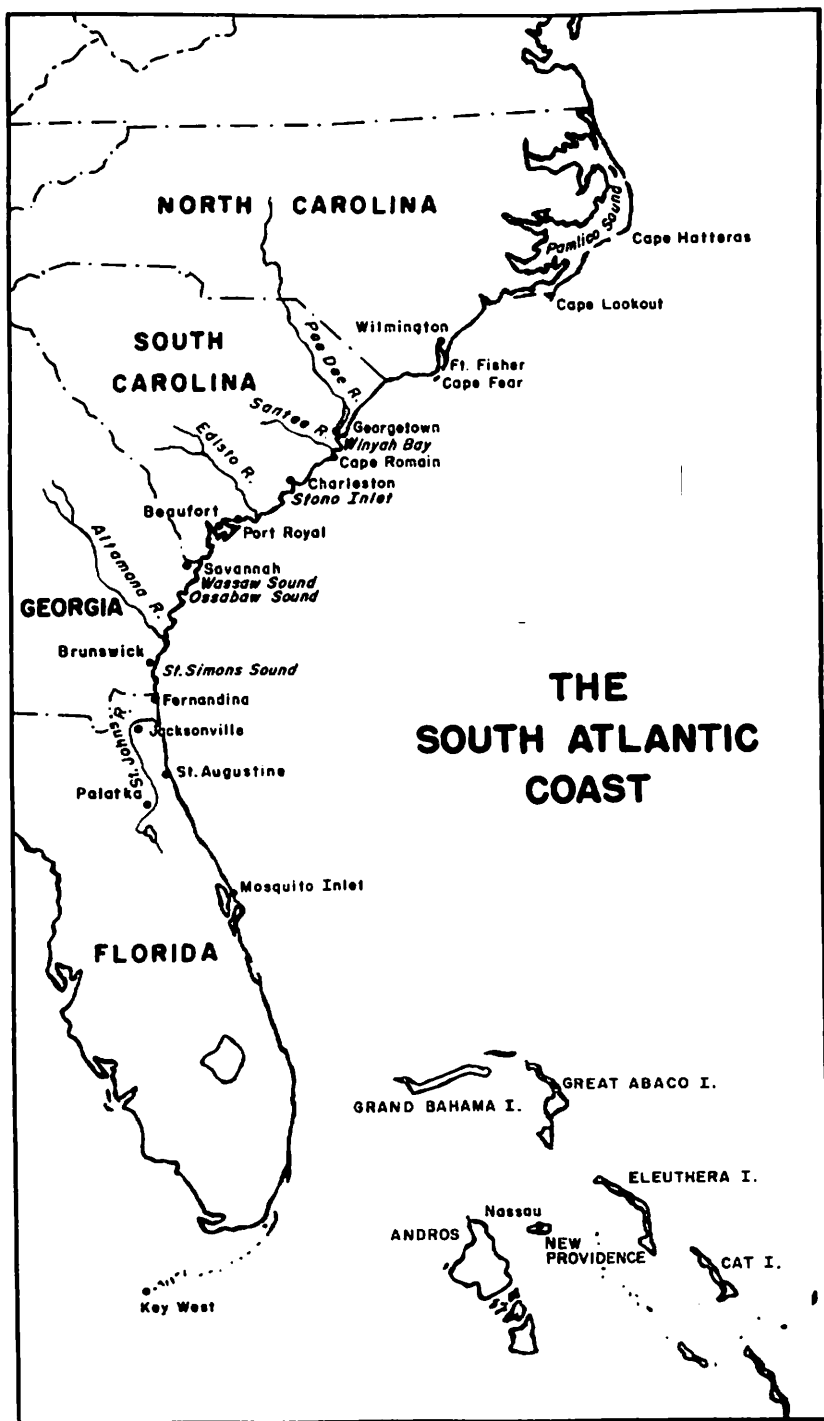 NORTH CAROLINA
Pamlico Sound
Cape Hatteras
Cape Lookout
Wilmington
SOUTH
CAROLINA
Pee Dee R.
Ft. Fisher
Cape Fear
Santee R.
Georgetown
Winyah Bay
Edisto R.
Cape Romain
Charleston
Stono Inlet
Beaufort
Port Royal
Altamana R.
Savannah
Wassaw Sound
Ossabaw Sound
GEORGIA
Brunswick
St. Simons Sound
Fernandina
St. Johns R.
Jacksonville
St. Augustine
Palatka
THE
SOUTH ATLANTIC
COAST
Mosquito Inlet
FLORIDA
GREAT ABACO I.
GRAND BAHAMA I.
ELEUTHERA I.
Nassau
ANDROS
NEW
PROVIDENCE
CAT I.
Key West